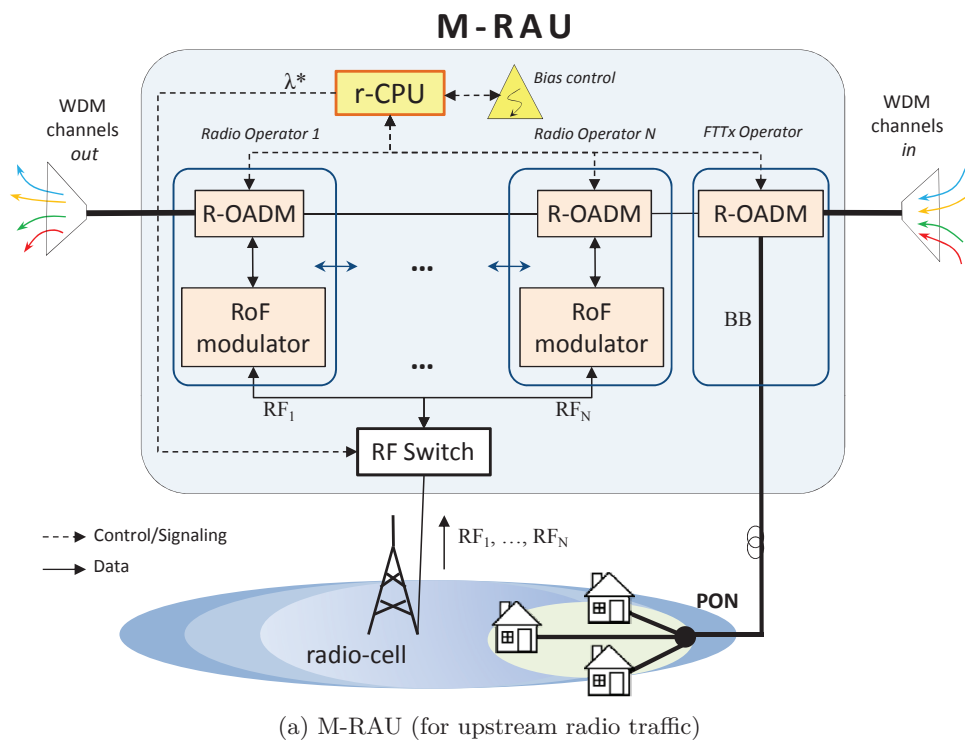 M-RAU
λ*
r-CPU
Bias control
WDM
channels
out
WDM
channels
in
Radio Operator 1
Radio Operator N
FTTx Operator
R-OADM
R-OADM
R-OADM
...
RoF
modulator
RoF
modulator
BB
...
RF1
RFN
RF Switch
Control/Signaling
Data
RF1, …, RFN
PON
radio-cell
(a) M-RAU (for upstream radio traffic)